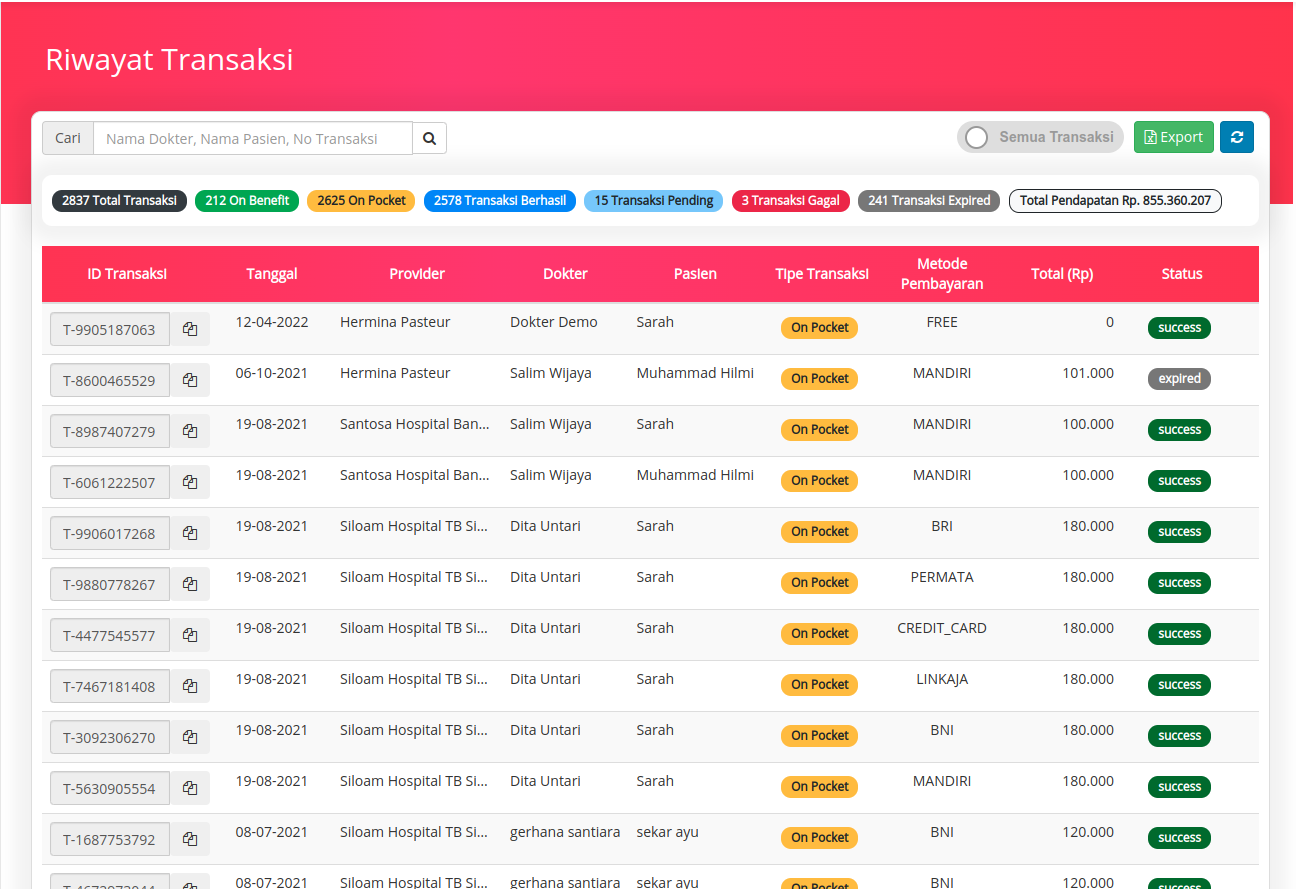 Riwayat Transaksi
Cari Nama Dokter, Nama Pasien, No Transaksi Semua Transaksi Export
2837 Total Transaksi 212 On Benefit 2625 On Pocket 2578 Transaksi Berhasil 15 Transaksi Pending 3 Transaksi Gagal 241 Transaksi Expired Total Pendapatan Rp. 855.360.207
ID Transaksi Tanggal Provider Dokter Pasien Tipe Transaksi Metode Pembayaran Total (Rp) Status
T-9905187063 12-04-2022 Hermina Pasteur Dokter Demo Sarah On Pocket FREE 0 success
T-8600465529 06-10-2021 Hermina Pasteur Salim Wijaya Muhammad Hilmi On Pocket MANDIRI 101.000 expired
T-8987407279 19-08-2021 Santosa Hospital Ban... Salim Wijaya Sarah On Pocket MANDIRI 100.000 success
T-6061222507 19-08-2021 Santosa Hospital Ban... Salim Wijaya Muhammad Hilmi On Pocket MANDIRI 100.000 success
T-9906017268 19-08-2021 Siloam Hospital TB Si... Dita Untari Sarah On Pocket BRI 180.000 success
T-9880778267 19-08-2021 Siloam Hospital TB Si... Dita Untari Sarah On Pocket PERMATA 180.000 success
T-4477545577 19-08-2021 Siloam Hospital TB Si... Dita Untari Sarah On Pocket CREDIT_CARD 180.000 success
T-7467181408 19-08-2021 Siloam Hospital TB Si... Dita Untari Sarah On Pocket LINKAJA 180.000 success
T-3092306270 19-08-2021 Siloam Hospital TB Si... Dita Untari Sarah On Pocket BNI 180.000 success
T-5630905554 19-08-2021 Siloam Hospital TB Si... Dita Untari Sarah On Pocket MANDIRI 180.000 success
T-1687753792 08-07-2021 Siloam Hospital TB Si... gerhana santiara sekar ayu On Pocket BNI 120.000 success
08-07-2021 Siloam Hospital TB Si... gerhana santiara sekar ayu On Pocket BNI 120.000 success